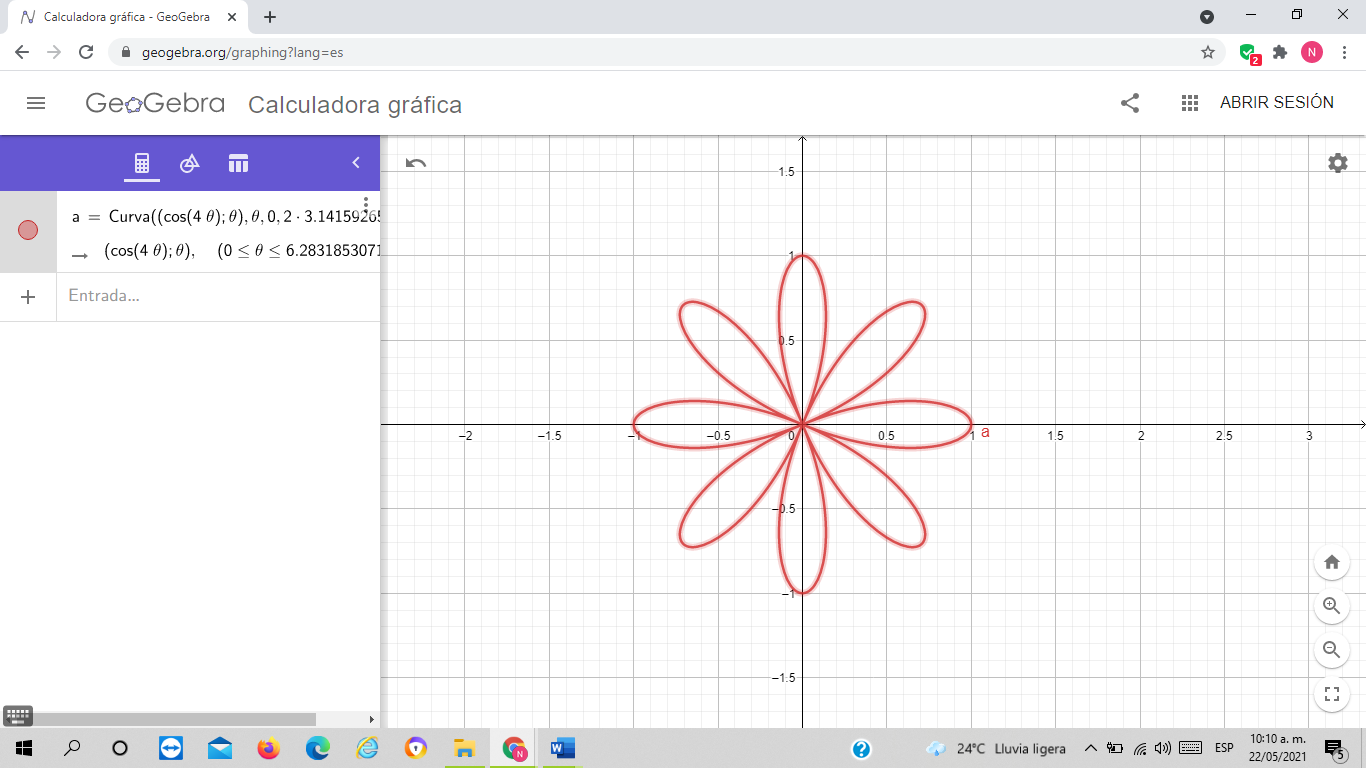 Calculadora gráfica - GeoGebra
geogebra.org/graphing?lang=es
2
N
GeoGebra
Calculadora gráfica
ABRIR SESIÓN
a = Curva((cos(4 θ); θ), θ, 0, 2 · 3.14159265
→ (cos(4 θ); θ), (0 ≤ θ ≤ 6.2831853071
+ Entrada...
1.5
1
0.5
−2
−1.5
−1
−0.5
0
0.5
1
a
1.5
2
2.5
3
−0.5
−1
−1.5
N
24°C Lluvia ligera
ESP
10:10 a. m.
22/05/2021
5